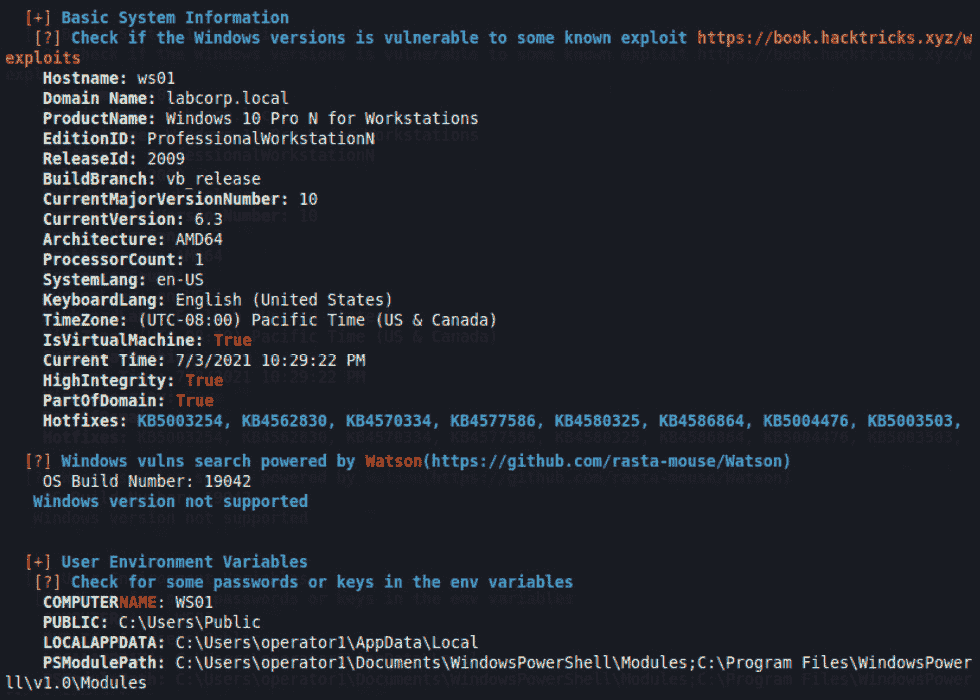 [+] Basic System Information
[?] Check if the Windows versions is vulnerable to some known exploit https://book.hacktricks.xyz/w
exploits
Hostname: ws01
Domain Name: labcorp.local
ProductName: Windows 10 Pro N for Workstations
EditionID: ProfessionalWorkstationN
ReleaseId: 2009
BuildBranch: vb_release
CurrentMajorVersionNumber: 10
CurrentVersion: 6.3
Architecture: AMD64
ProcessorCount: 1
SystemLang: en-US
KeyboardLang: English (United States)
TimeZone: (UTC-08:00) Pacific Time (US & Canada)
IsVirtualMachine: True
Current Time: 7/3/2021 10:29:22 PM
HighIntegrity: True
PartOfDomain: True
Hotfixes: KB5003254, KB4562830, KB4570334, KB4577586, KB4580325, KB4586864, KB5004476, KB5003503,
[?] Windows vulns search powered by Watson(https://github.com/rasta-mouse/Watson)
OS Build Number: 19042
Windows version not supported
[+] User Environment Variables
[?] Check for some passwords or keys in the env variables
COMPUTERNAME: WS01
PUBLIC: C:\Users\Public
LOCALAPPDATA: C:\Users\operator1\AppData\Local
PSModulePath: C:\Users\operator1\Documents\WindowsPowerShell\Modules;C:\Program Files\WindowsPower
ll\v1.0\Modules